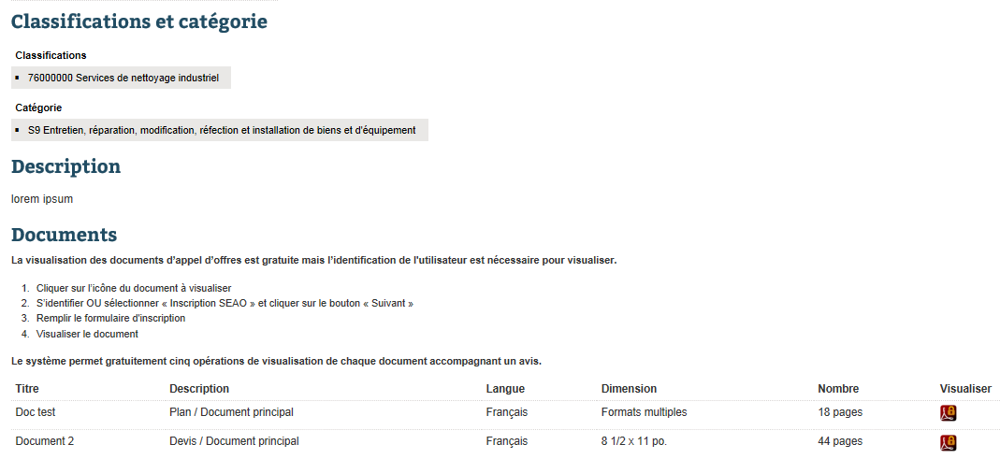 Classifications et catégorie
Classifications
▪ 76000000 Services de nettoyage industriel
Catégorie
▪ S9 Entretien, réparation, modification, réfection et installation de biens et d'équipement
Description
lorem ipsum
Documents
La visualisation des documents d'appel d'offres est gratuite mais l'identification de l'utilisateur est nécessaire pour visualiser.
1. Cliquer sur l'icône du document à visualiser
2. S'identifier OU sélectionner « Inscription SEAO » et cliquer sur le bouton « Suivant »
3. Remplir le formulaire d'inscription
4. Visualiser le document
Le système permet gratuitement cinq opérations de visualisation de chaque document accompagnant un avis.
Titre Description Langue Dimension Nombre Visualiser
Doc test Plan / Document principal Français Formats multiples 18 pages
Document 2 Devis / Document principal Français 8 1/2 x 11 po. 44 pages